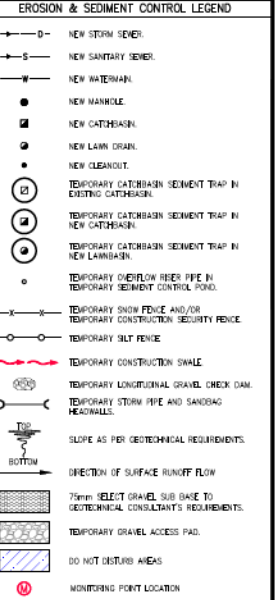 EROSION & SEDIMENT CONTROL LEGEND
D NEW STORM SEWER.
S NEW SANITARY SEWER.
W NEW WATERMAIN.
NEW MANHOLE.
NEW CATCHBASIN.
NEW LAWN DRAIN.
NEW CLEANOUT.
TEMPORARY CATCHBASIN SEDIMENT TRAP IN
EXISTING CATCHBASIN.
TEMPORARY CATCHBASIN SEDIMENT TRAP IN
NEW CATCHBASIN.
TEMPORARY CATCHBASIN SEDIMENT TRAP IN
NEW LAWNBASIN.
TEMPORARY OVERFLOW RISER PIPE IN
TEMPORARY SEDIMENT CONTROL POND.
X X TEMPORARY SNOW FENCE AND/OR
TEMPORARY CONSTRUCTION SECURITY FENCE.
TEMPORARY SILT FENCE
TEMPORARY CONSTRUCTION SWALE
TEMPORARY LONGITUDINAL GRAVEL CHECK DAM.
TEMPORARY STORM PIPE AND SANDBAG
HEADWALLS.
TOP
SLOPE AS PER GEOTECHNICAL REQUIREMENTS.
BOTTOM
DIRECTION OF SURFACE RUNOFF FLOW
75mm SELECT GRAVEL SUB BASE TO
GEOTECHNICAL CONSULTANT'S REQUIREMENTS.
TEMPORARY GRAVEL ACCESS PAD.
DO NOT DISTURB AREAS
M MONITORING POINT LOCATION